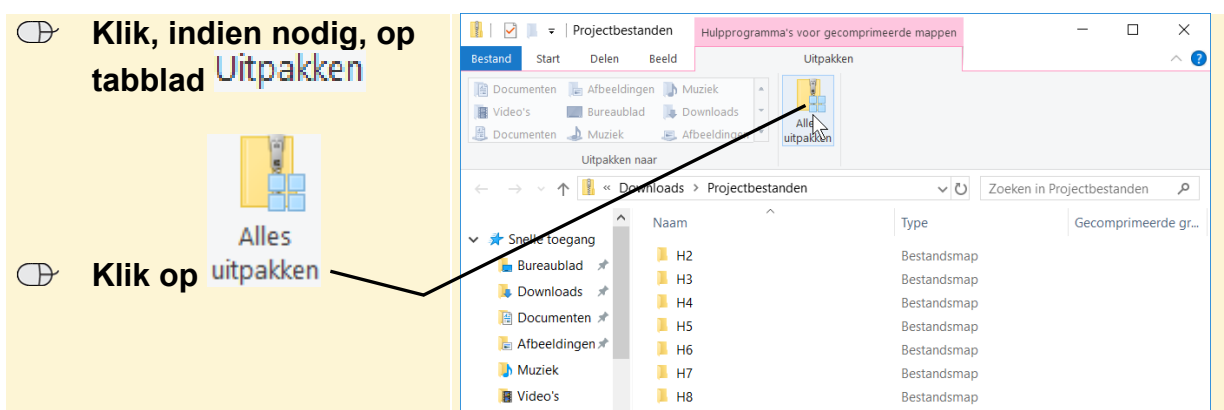 Klik, indien nodig, op
tabblad Uitpakken
Alles
Klik op uitpakken
Projectbestanden
Hulpprogramma's voor gecomprimeerde mappen
Bestand Start Delen Beeld Uitpakken
Documenten Afbeeldingen Muziek
Video's Bureaublad Downloads
Documenten Muziek Afbeeldingen
Alles
uitpakken
Uitpakken naar
« Downloads > Projectbestanden
Zoeken in Projectbestanden
Naam Type Gecomprimeerde gr...
Snelle toegang
Bureaublad
Downloads
Documenten
Afbeeldingen
Muziek
Video's
H2 Bestandsmap
H3 Bestandsmap
H4 Bestandsmap
H5 Bestandsmap
H6 Bestandsmap
H7 Bestandsmap
H8 Bestandsmap